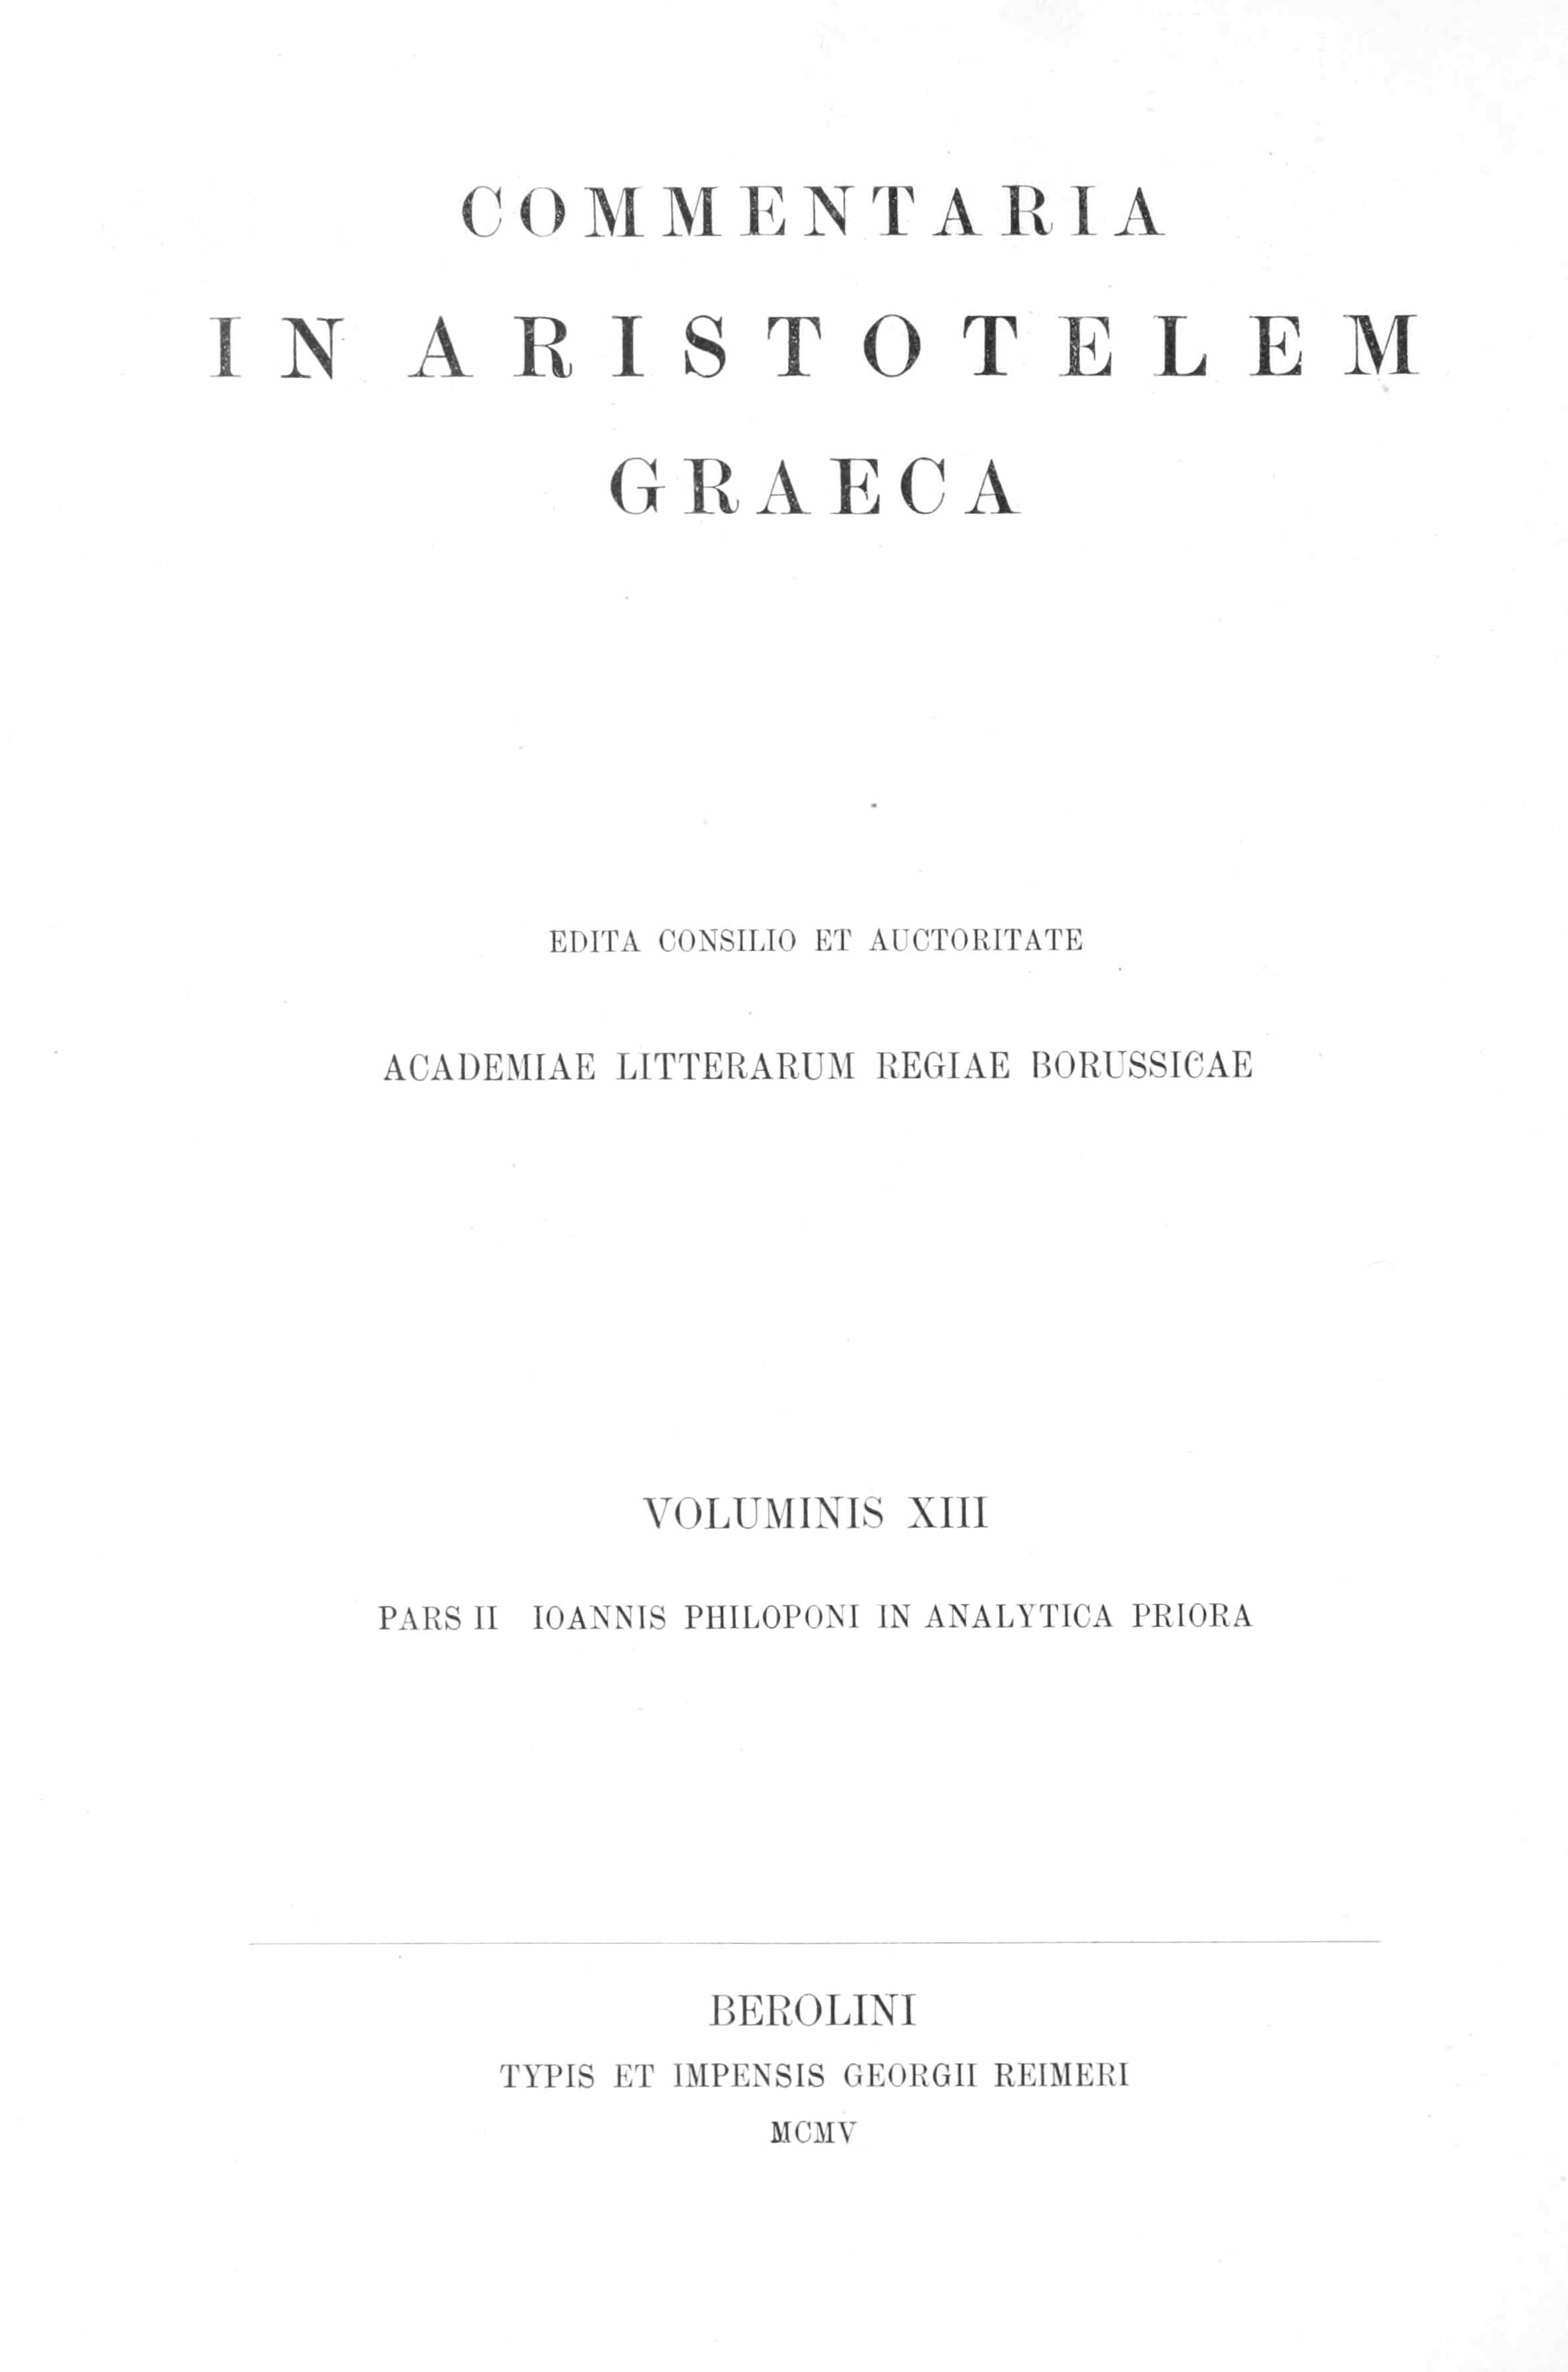 COMMENTARIA
IN ARISTOTELEM
GRAECA
EDITA CONSILIO ET AUCTORITATE
ACADEMIAE LITTERARUM REGIAE BORUSSICAE
VOLUMINIS XIII
PARS II IOANNIS PHILOPONI IN ANALYTICA PRIORA
BEROLINI
TYPIS ET IMPENSIS GEORGII REIMERI
MCMV